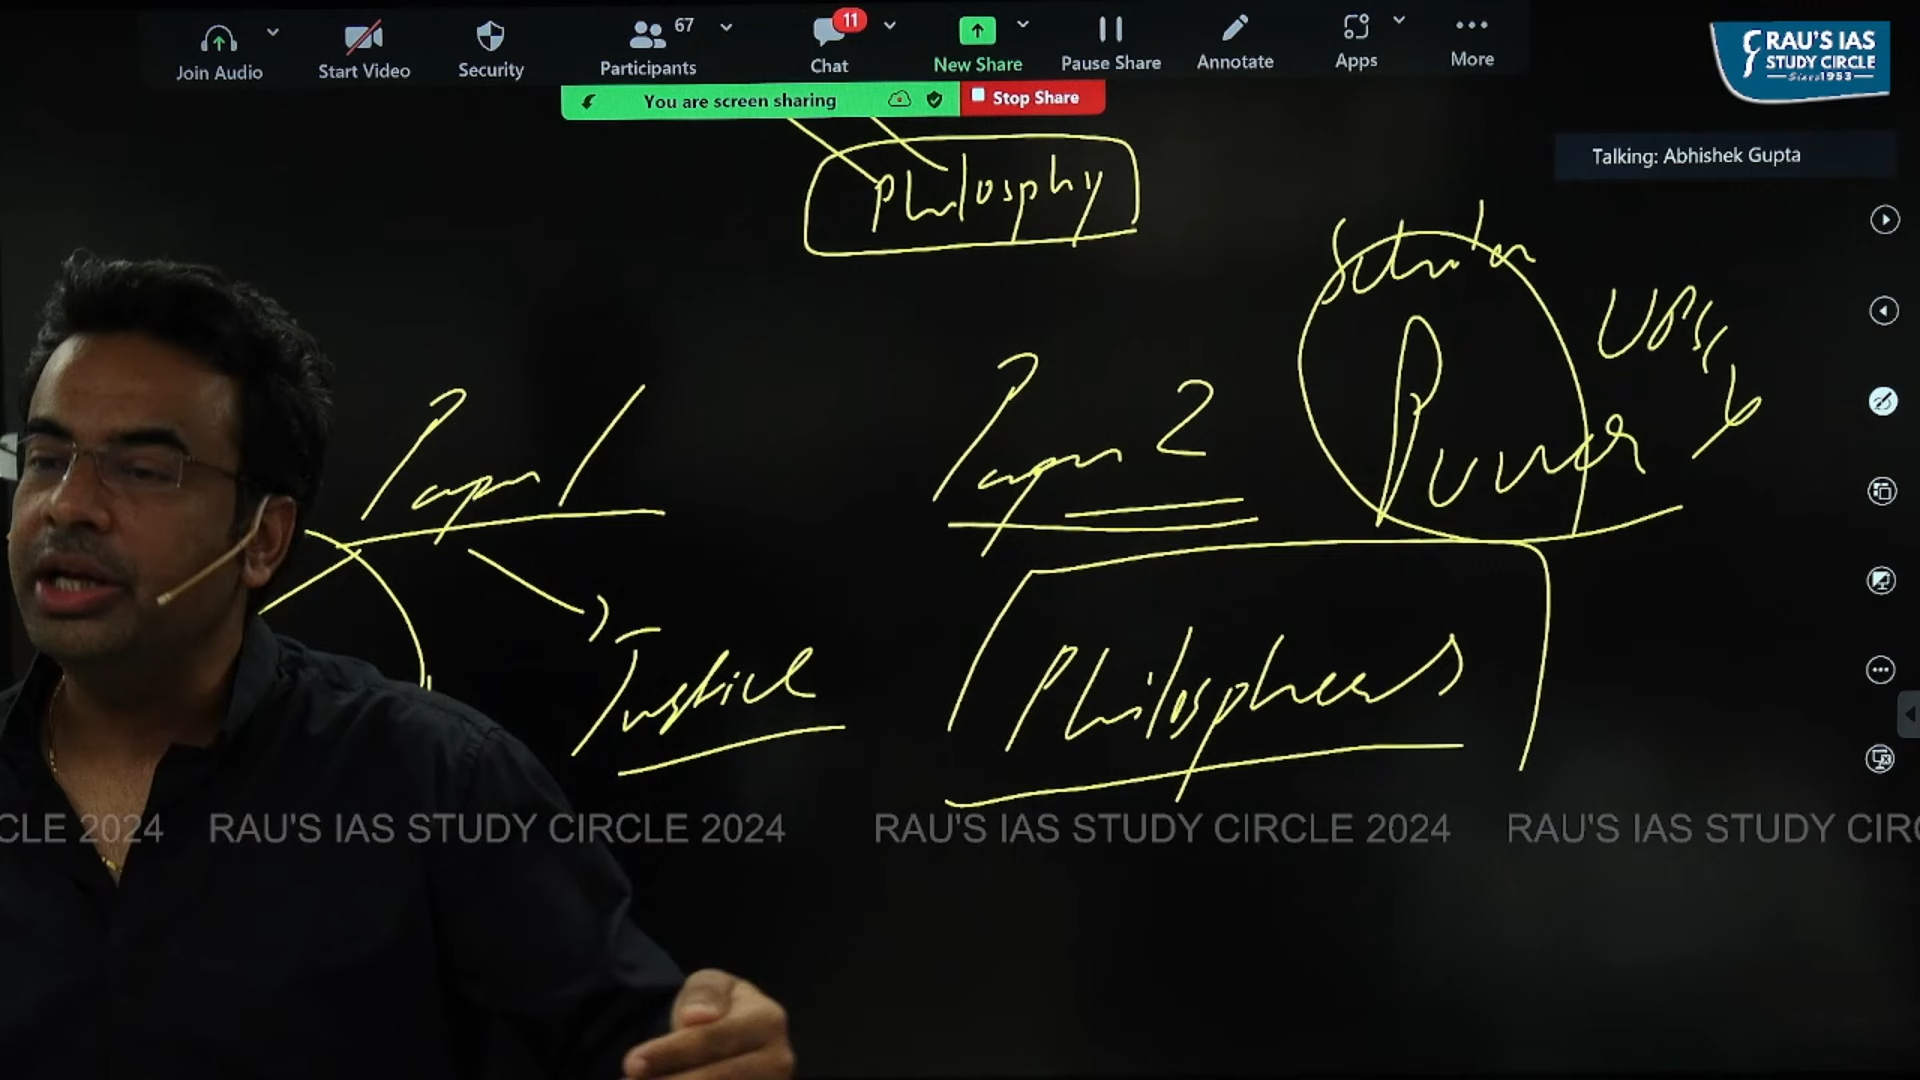 67
11
Join Audio
Start Video
Security
Participants
Chat
New Share
Pause Share
Annotate
Apps
More
RAU'S IAS
STUDY CIRCLE
Since 1953
You are screen sharing
Stop Share
Talking: Abhishek Gupta
Philosphy
UPSC
Power
Paper 1
Paper 2
Justice
Philosphers
CLE 2024 RAU'S IAS STUDY CIRCLE 2024 RAU'S IAS STUDY CIRCLE 2024 RAU'S IAS STUDY CIRC